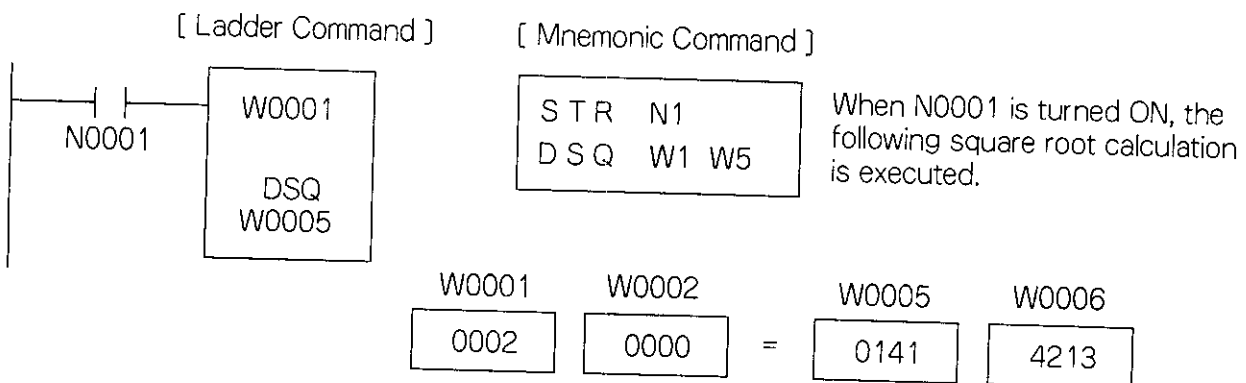 [ Ladder Command ]
[ Mnemonic Command ]
N0001
W0001
DSQ
W0005
STR N1
DSQ W1 W5
When N0001 is turned ON, the
following square root calculation
is executed.
W0001 W0002 W0005 W0006
0002 0000 = 0141 4213